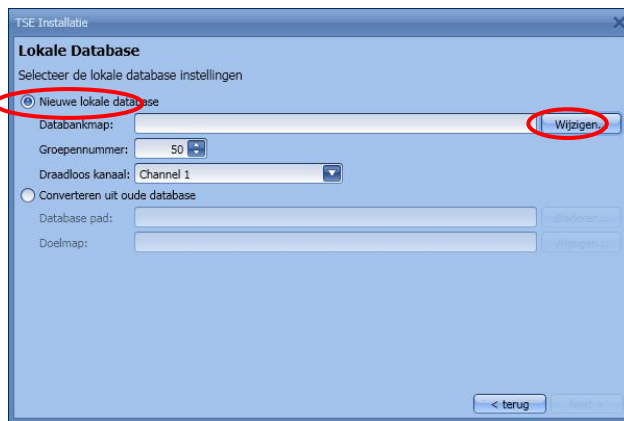 TSE Installatie
Lokale Database
Selecteer de lokale database instellingen
Nieuwe lokale database
Databankmap: Wijzigen...
Groepennummer: 50
Draadloos kanaal: Channel 1
Converteren uit oude database
Database pad: Bladeren...
Doelmap: Wijzigen...
< terug Next >